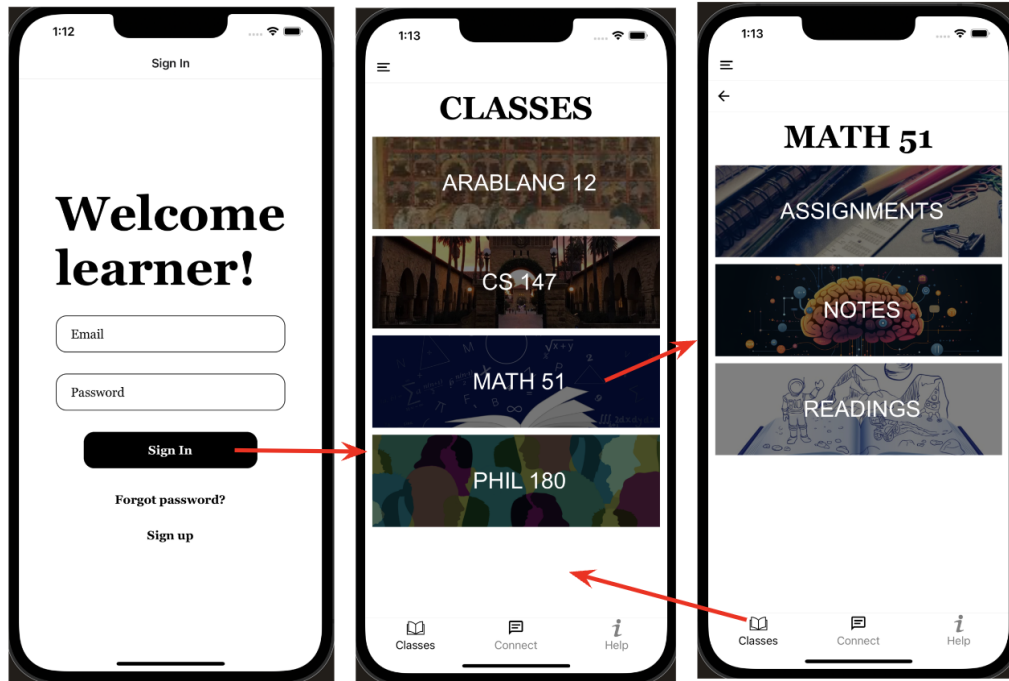 1:12
Sign In
Welcome
learner!
Email
Password
Sign In
Forgot password?
Sign up
1:13
CLASSES
ARABLANG 12
CS 147
MATH 51
PHIL 180
Classes
Connect
Help
1:13
MATH 51
ASSIGNMENTS
NOTES
READINGS
Classes
Connect
Help